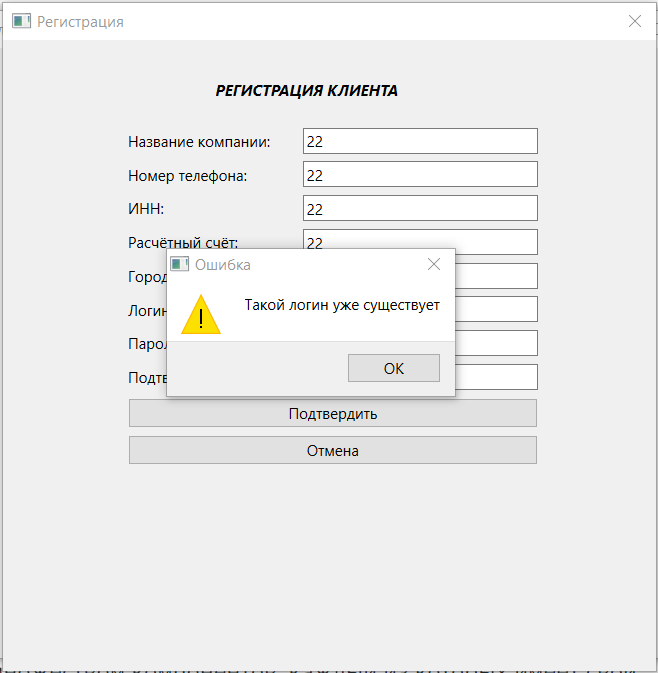 Регистрация
РЕГИСТРАЦИЯ КЛИЕНТА
Название компании: 22
Номер телефона: 22
ИНН: 22
Расчётный счёт: 22
Ошибка
Такой логин уже существует
OK
Подтвердить
Отмена